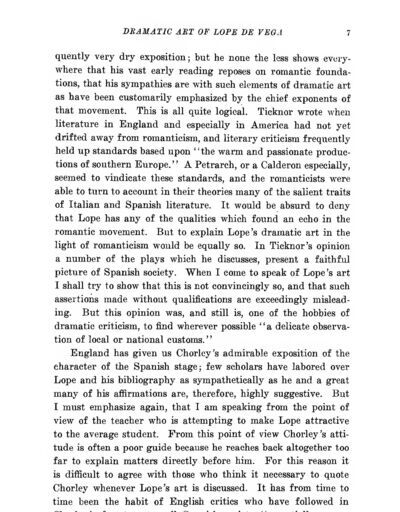 DRAMATIC ART OF LOPE DE VEGA 7
quently very dry exposition; but he none the less shows every-
where that his vast early reading reposes on romantic founda-
tions, that his sympathies are with such elements of dramatic art
as have been customarily emphasized by the chief exponents of
that movement. This is all quite logical. Ticknor wrote when
literature in England and especially in America had not yet
drifted away from romanticism, and literary criticism frequently
held up standards based upon "the warm and passionate produc-
tions of southern Europe." A Petrarch, or a Calderon especially,
seemed to vindicate these standards, and the romanticists were
able to turn to account in their theories many of the salient traits
of Italian and Spanish literature. It would be absurd to deny
that Lope has any of the qualities which found an echo in the
romantic movement. But to explain Lope's dramatic art in the
light of romanticism would be equally so. In Ticknor's opinion
a number of the plays which he discusses, present a faithful
picture of Spanish society. When I come to speak of Lope's art
I shall try to show that this is not convincingly so, and that such
assertions made without qualifications are exceedingly mislead-
ing. But this opinion was, and still is, one of the hobbies of
dramatic criticism, to find wherever possible "a delicate observa-
tion of local or national customs."
England has given us Chorley's admirable exposition of the
character of the Spanish stage; few scholars have labored over
Lope and his bibliography as sympathetically as he and a great
many of his affirmations are, therefore, highly suggestive. But
I must emphasize again, that I am speaking from the point of
view of the teacher who is attempting to make Lope attractive
to the average student. From this point of view Chorley's atti-
tude is often a poor guide because he reaches back altogether too
far to explain matters directly before him. For this reason it
is difficult to agree with those who think it necessary to quote
Chorley whenever Lope's art is discussed. It has from time to
time been the habit of English critics who have followed in